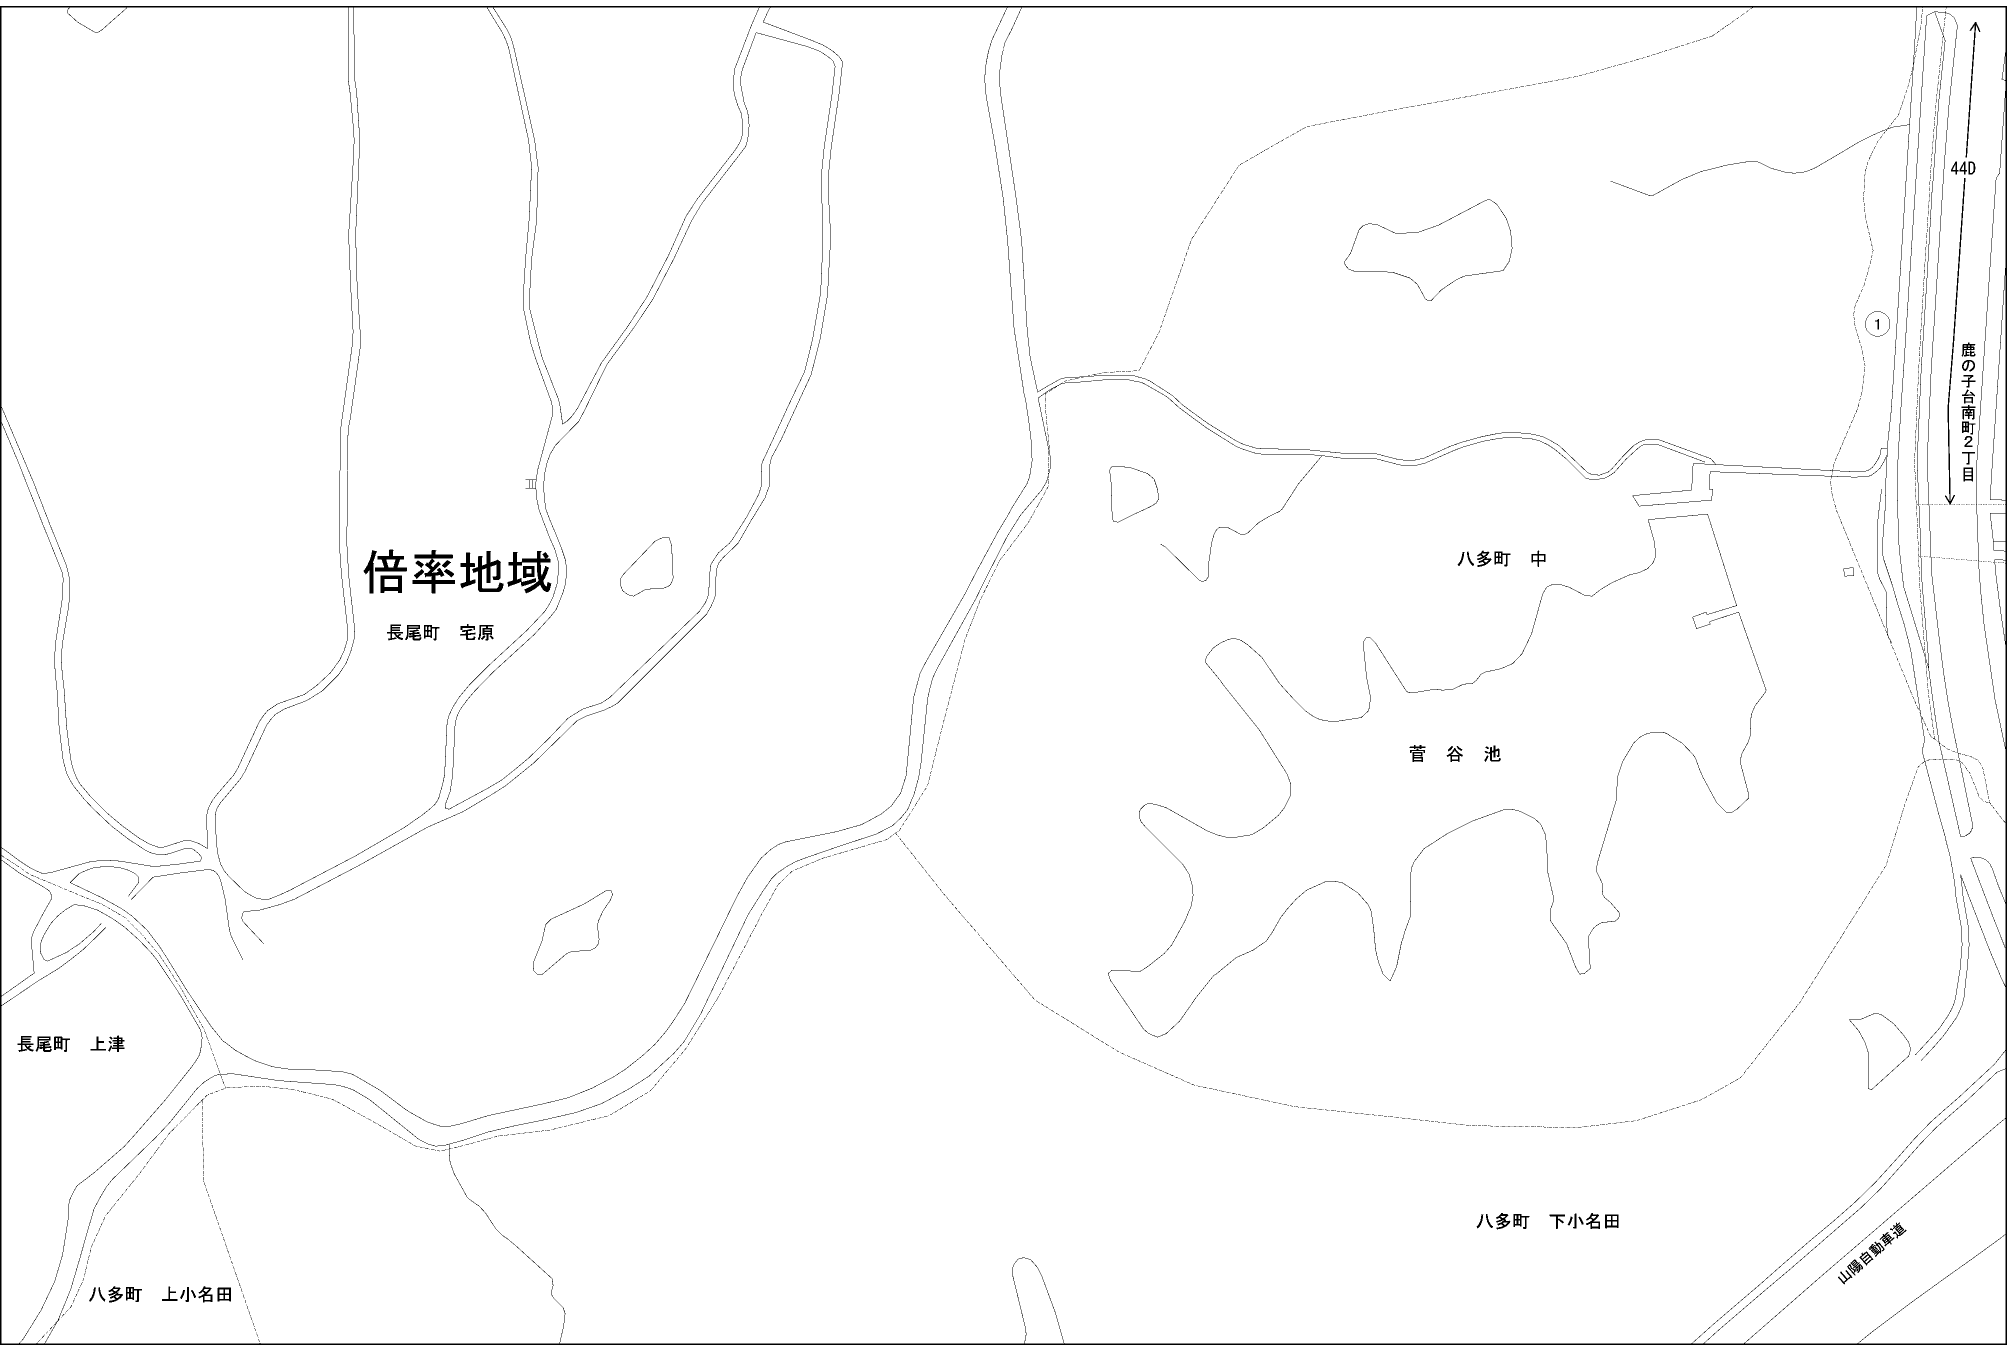 44D
①
鹿の子台南町２丁目
倍率地域
八多町　中
長尾町　宅原
菅　谷　池
長尾町　上津
八多町　下小名田
山陽自動車道
八多町　上小名田